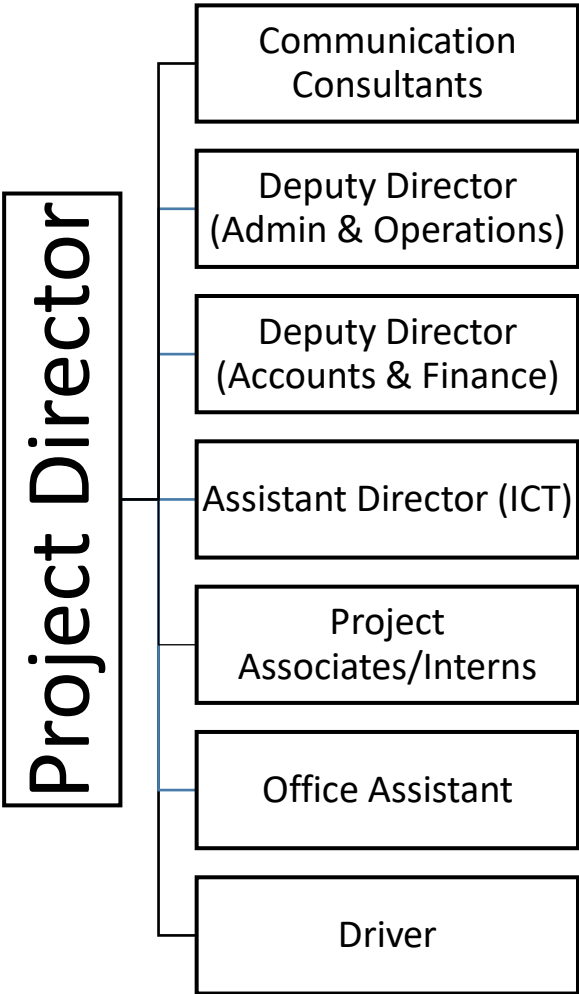 Project Director
Communication
Consultants
Deputy Director
(Admin & Operations)
Deputy Director
(Accounts & Finance)
Assistant Director (ICT)
Project
Associates/Interns
Office Assistant
Driver